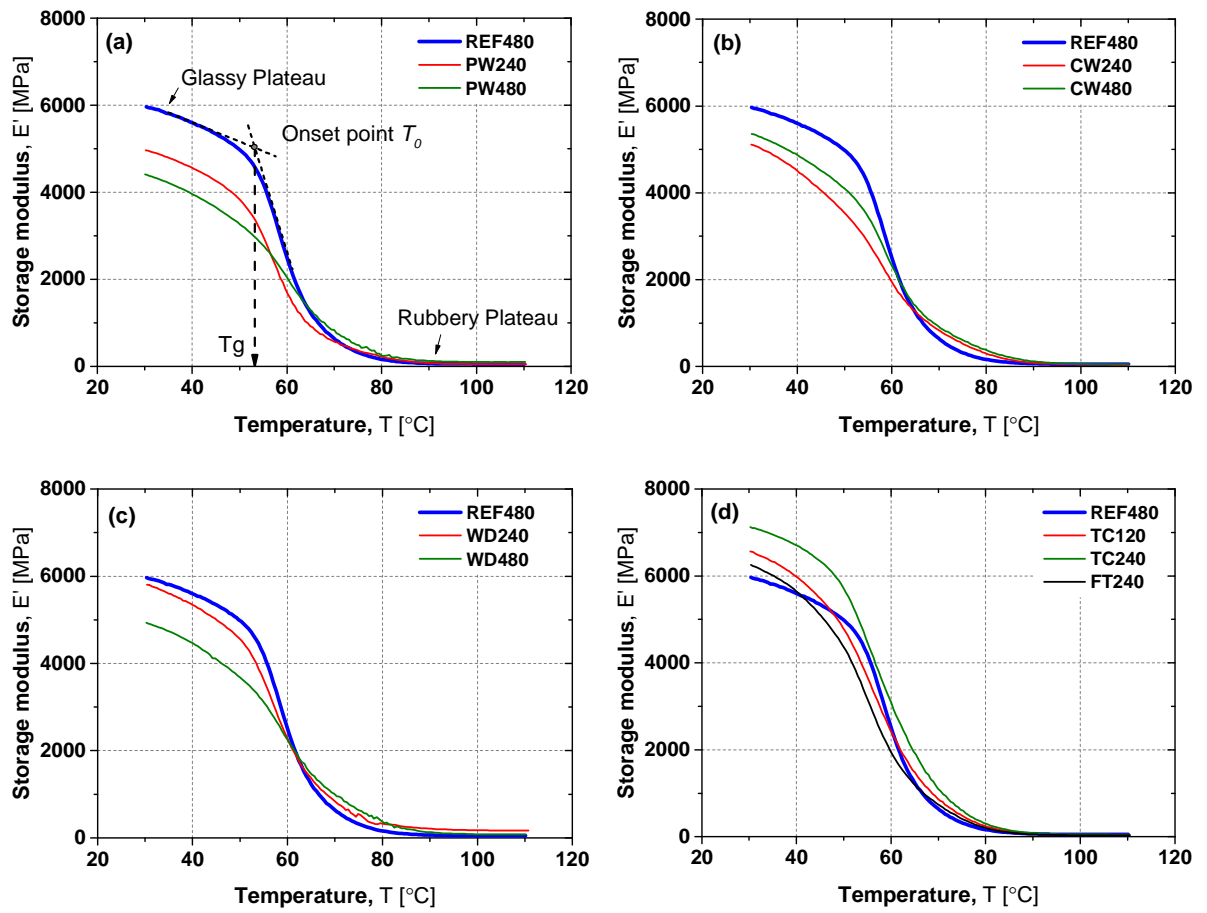 (a)
REF480
PW240
PW480
Glassy Plateau
Onset point T0
Tg
Rubbery Plateau
8000
6000
4000
2000
0
20 40 60 80 100 120
Storage modulus, E' [MPa]
Temperature, T [°C]
(b)
REF480
CW240
CW480
8000
6000
4000
2000
0
20 40 60 80 100 120
Storage modulus, E' [MPa]
Temperature, T [°C]
(c)
REF480
WD240
WD480
8000
6000
4000
2000
0
20 40 60 80 100 120
Storage modulus, E' [MPa]
Temperature, T [°C]
(d)
REF480
TC120
TC240
FT240
8000
6000
4000
2000
0
20 40 60 80 100 120
Storage modulus, E' [MPa]
Temperature, T [°C]